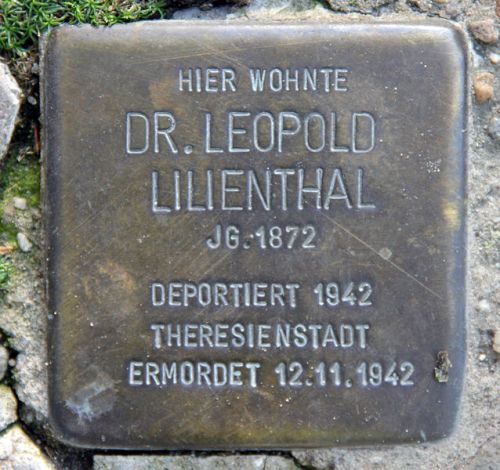 HIER WOHNTE
DR. LEOPOLD
LILIENTHAL
JG. 1872
DEPORTIERT 1942
THERESIENSTADT
ERMORDET 12.11.1942